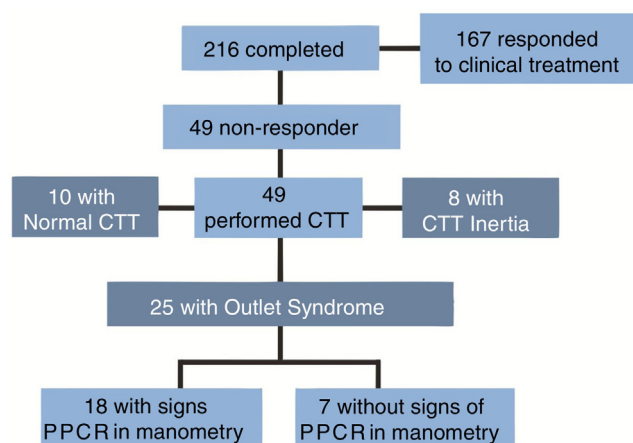 216 completed
167 responded
to clinical treatment
49 non-responder
10 with
Normal CTT
49
performed CTT
8 with
CTT Inertia
25 with Outlet Syndrome
18 with signs
PPCR in manometry
7 without signs of
PPCR in manometry